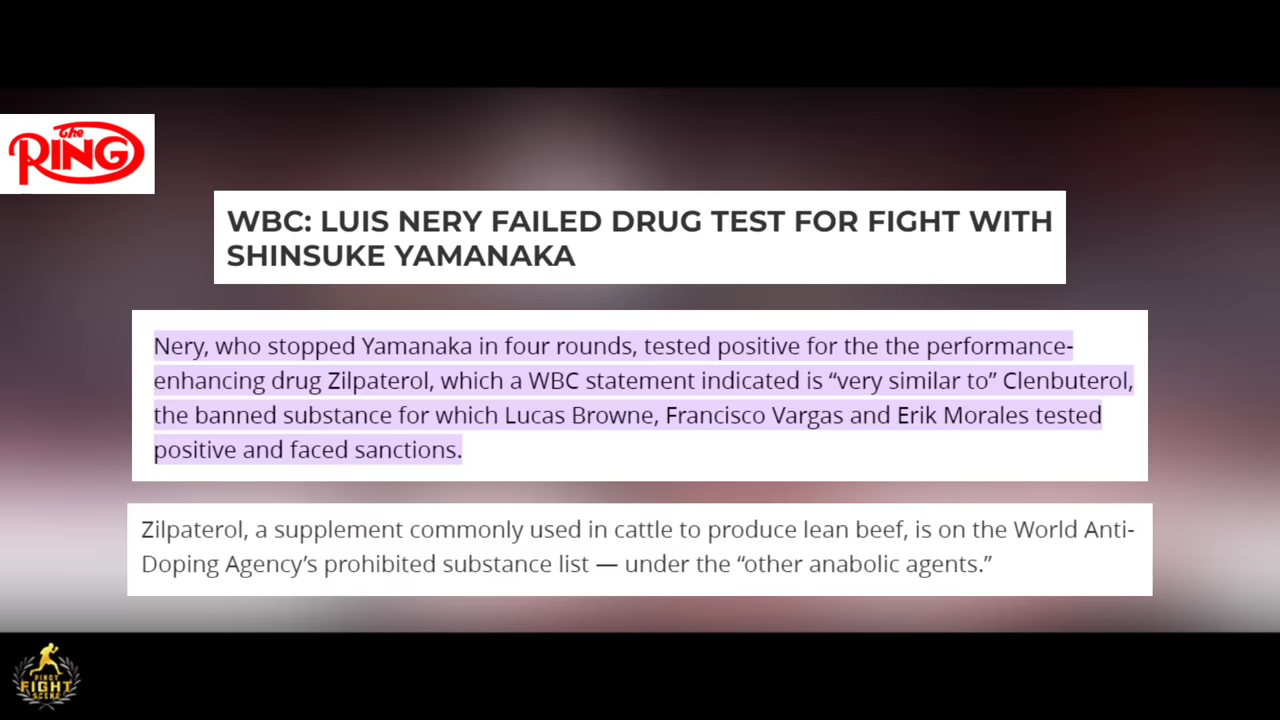 The
RING
WBC: LUIS NERY FAILED DRUG TEST FOR FIGHT WITH
SHINSUKE YAMANAKA
Nery, who stopped Yamanaka in four rounds, tested positive for the the performance-
enhancing drug Zilpaterol, which a WBC statement indicated is “very similar to” Clenbuterol,
the banned substance for which Lucas Browne, Francisco Vargas and Erik Morales tested
positive and faced sanctions.
Zilpaterol, a supplement commonly used in cattle to produce lean beef, is on the World Anti-
Doping Agency’s prohibited substance list — under the “other anabolic agents.”
PINOY
FIGHT
SCENE